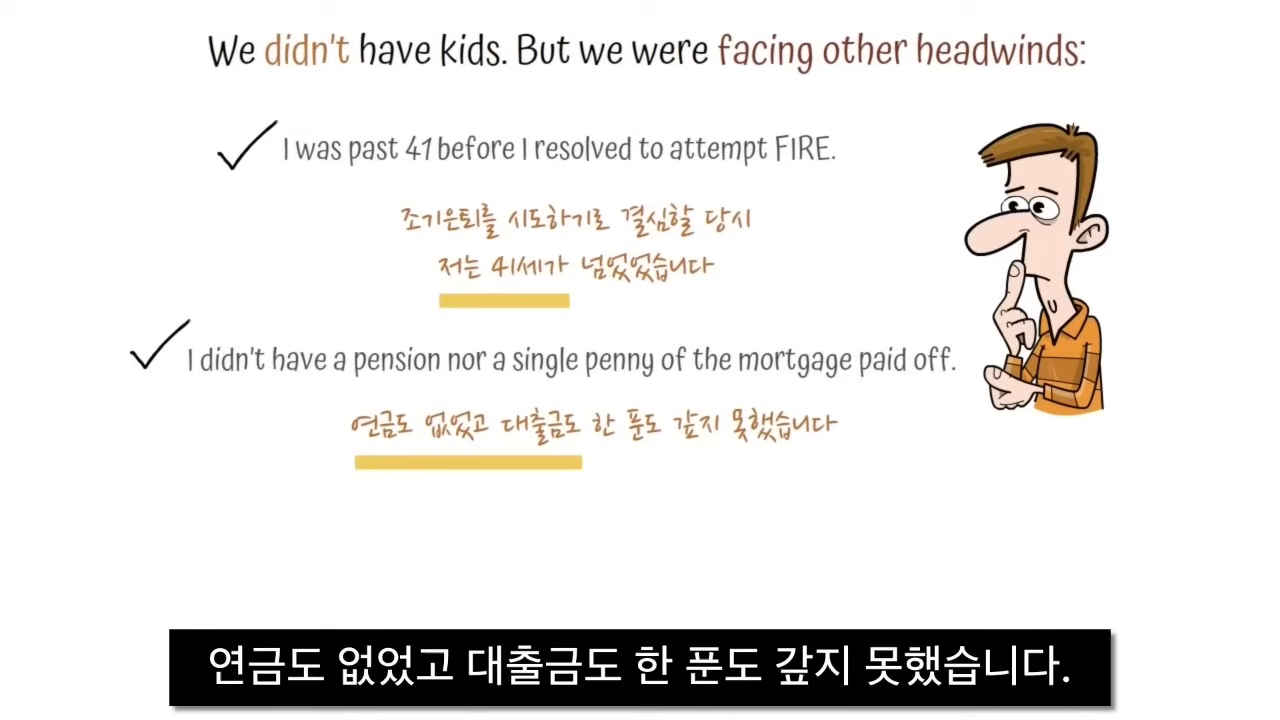 We didn't have kids. But we were facing other headwinds:
I was past 41 before I resolved to attempt FIRE.
조기은퇴를 시도하기로 결심할 당시
저는 41세가 넘었었습니다
I didn't have a pension nor a single penny of the mortgage paid off.
연금도 없었고 대출금도 한 푼도 갚지 못했습니다
연금도 없었고 대출금도 한 푼도 갚지 못했습니다.